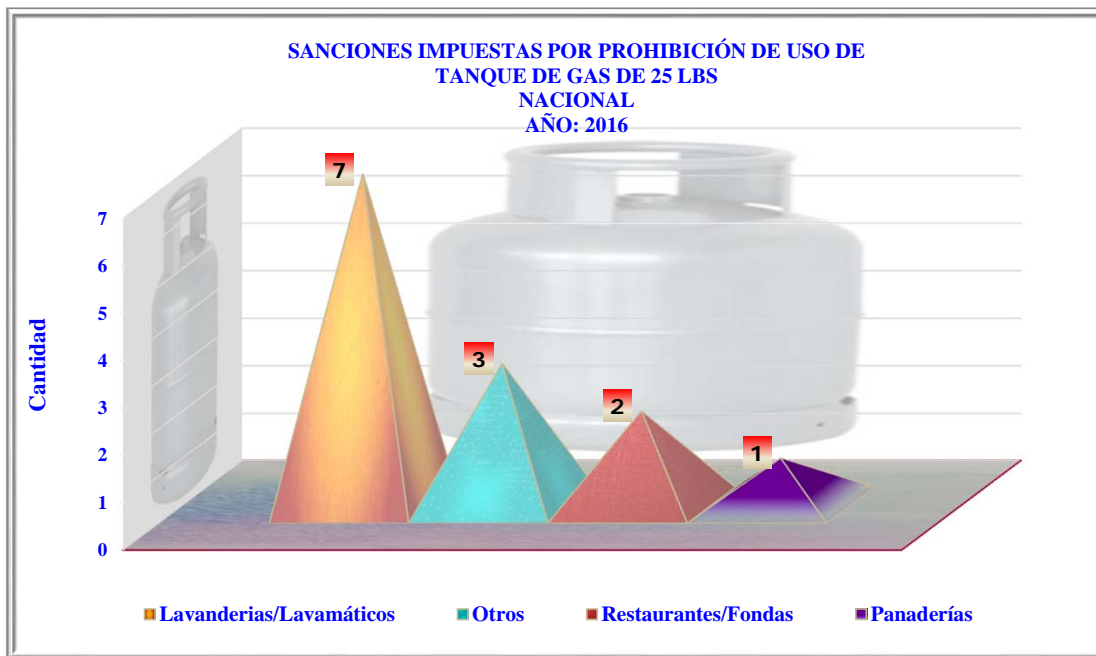 SANCIONES IMPUESTAS POR PROHIBICIÓN DE USO DE
TANQUE DE GAS DE 25 LBS
NACIONAL
AÑO: 2016
7
3
2
1
7
6
5
4
3
2
1
0
Cantidad
Lavanderias/Lavamáticos
Otros
Restaurantes/Fondas
Panaderías